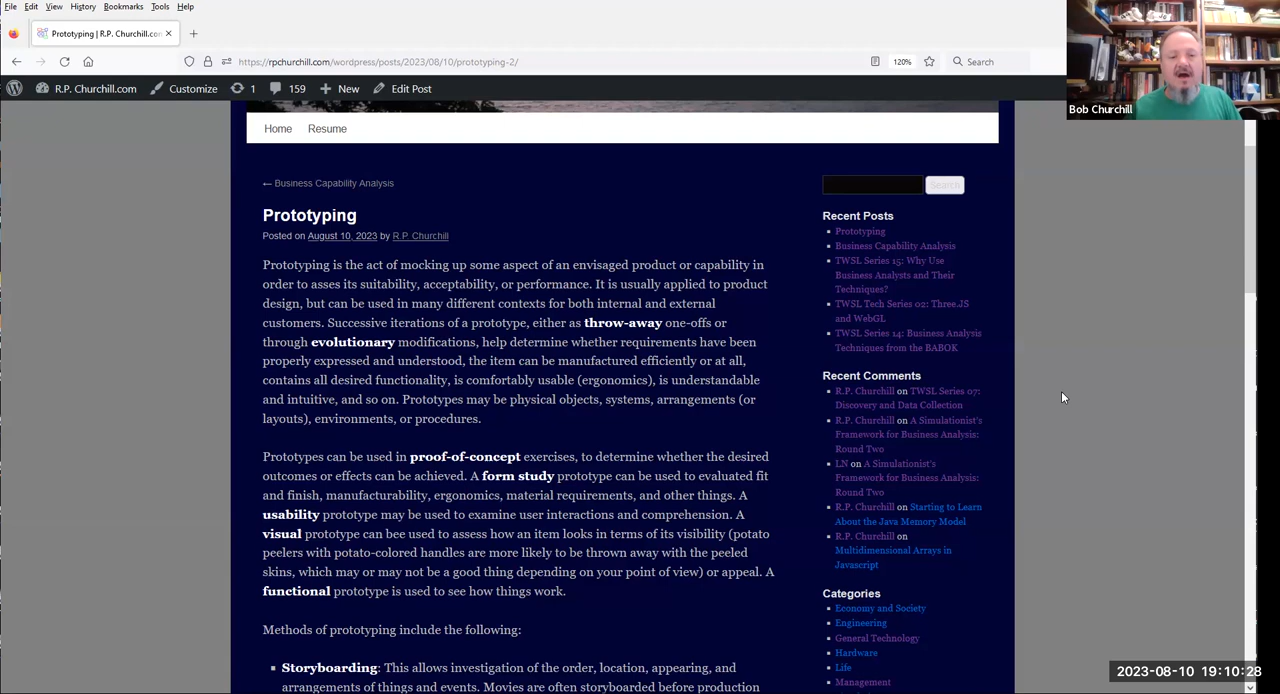 File Edit View History Bookmarks Tools Help
Prototyping | R.P. Churchill.com
https://rpchurchill.com/wordpress/posts/2023/08/10/prototyping-2/
120%
Search
R.P. Churchill.com
Customize
1
159
New
Edit Post
Bob Churchill
Home Resume
← Business Capability Analysis
Prototyping
Posted on August 10, 2023 by R.P. Churchill
Prototyping is the act of mocking up some aspect of an envisaged product or capability in
order to asses its suitability, acceptability, or performance. It is usually applied to product
design, but can be used in many different contexts for both internal and external
customers. Successive iterations of a prototype, either as throw-away one-offs or
through evolutionary modifications, help determine whether requirements have been
properly expressed and understood, the item can be manufactured efficiently or at all,
contains all desired functionality, is comfortably usable (ergonomics), is understandable
and intuitive, and so on. Prototypes may be physical objects, systems, arrangements (or
layouts), environments, or procedures.
Prototypes can be used in proof-of-concept exercises, to determine whether the desired
outcomes or effects can be achieved. A form study prototype can be used to evaluated fit
and finish, manufacturability, ergonomics, material requirements, and other things. A
usability prototype may be used to examine user interactions and comprehension. A
visual prototype can bee used to assess how an item looks in terms of its visibility (potato
peelers with potato-colored handles are more likely to be thrown away with the peeled
skins, which may or may not be a good thing depending on your point of view) or appeal. A
functional prototype is used to see how things work.
Methods of prototyping include the following:
Storyboarding: This allows investigation of the order, location, appearing, and
arrangements of things and events. Movies are often storyboarded before production
Search
Recent Posts
Prototyping
Business Capability Analysis
TWSL Series 15: Why Use
Business Analysts and Their
Techniques?
TWSL Tech Series 02: Three.JS
and WebGL
TWSL Series 14: Business Analysis
Techniques from the BABOK
Recent Comments
R.P. Churchill on TWSL Series 07:
Discovery and Data Collection
R.P. Churchill on A Simulationist's
Framework for Business Analysis:
Round Two
LN on A Simulationist's
Framework for Business Analysis:
Round Two
R.P. Churchill on Starting to Learn
About the Java Memory Model
R.P. Churchill on
Multidimensional Arrays in
Javascript
Categories
Economy and Society
Engineering
General Technology
Hardware
Life
Management
2023-08-10 19:10:28